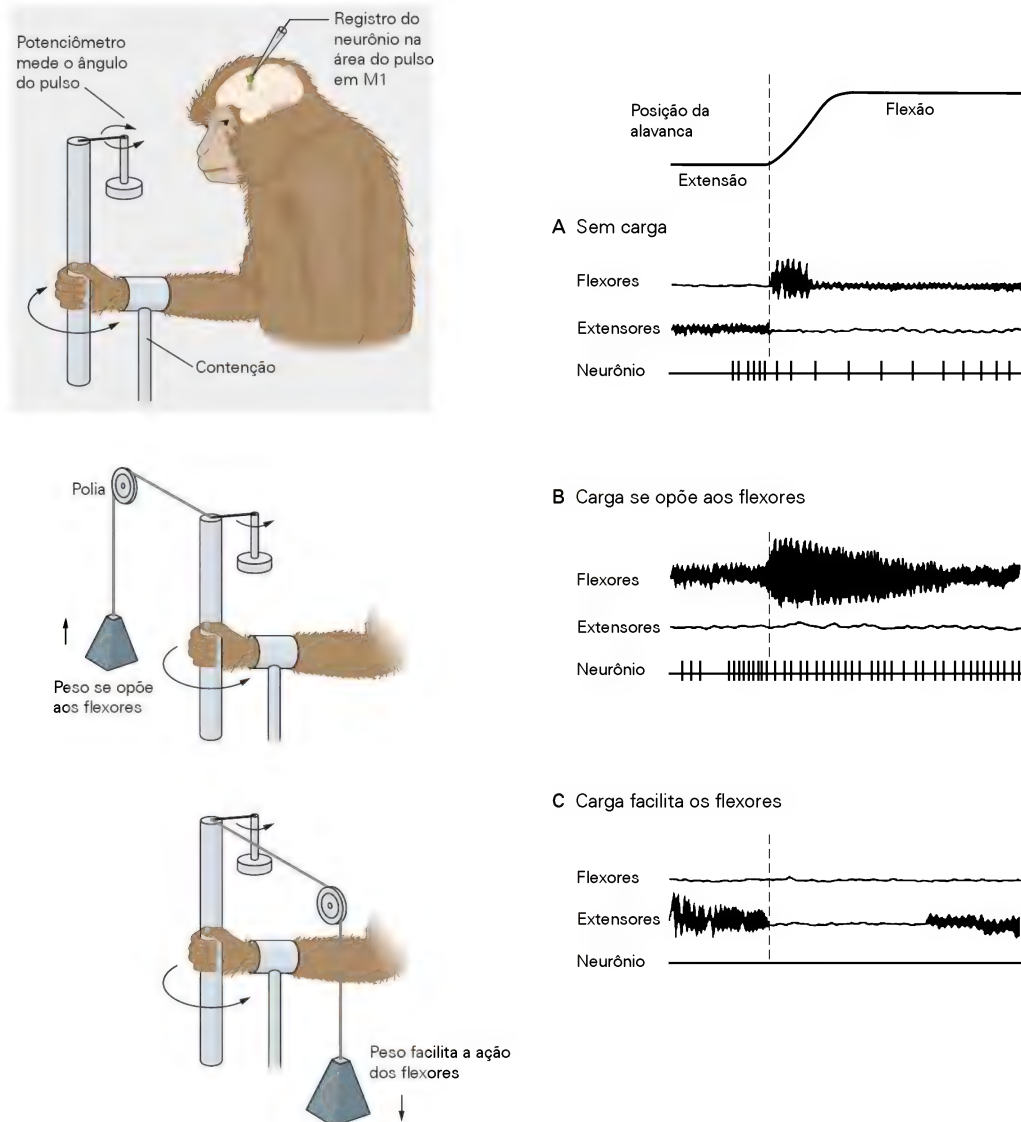 Potenciômetro
mede o ângulo
do pulso
Registro do
neurônio na
área do pulso
em M1
Contenção
Posição da
alavanca
Extensão
Flexão
A Sem carga
Flexores
Extensores
Neurônio
Polia
Peso se opõe
aos flexores
B Carga se opõe aos flexores
Flexores
Extensores
Neurônio
Peso facilita a ação
dos flexores
C Carga facilita os flexores
Flexores
Extensores
Neurônio